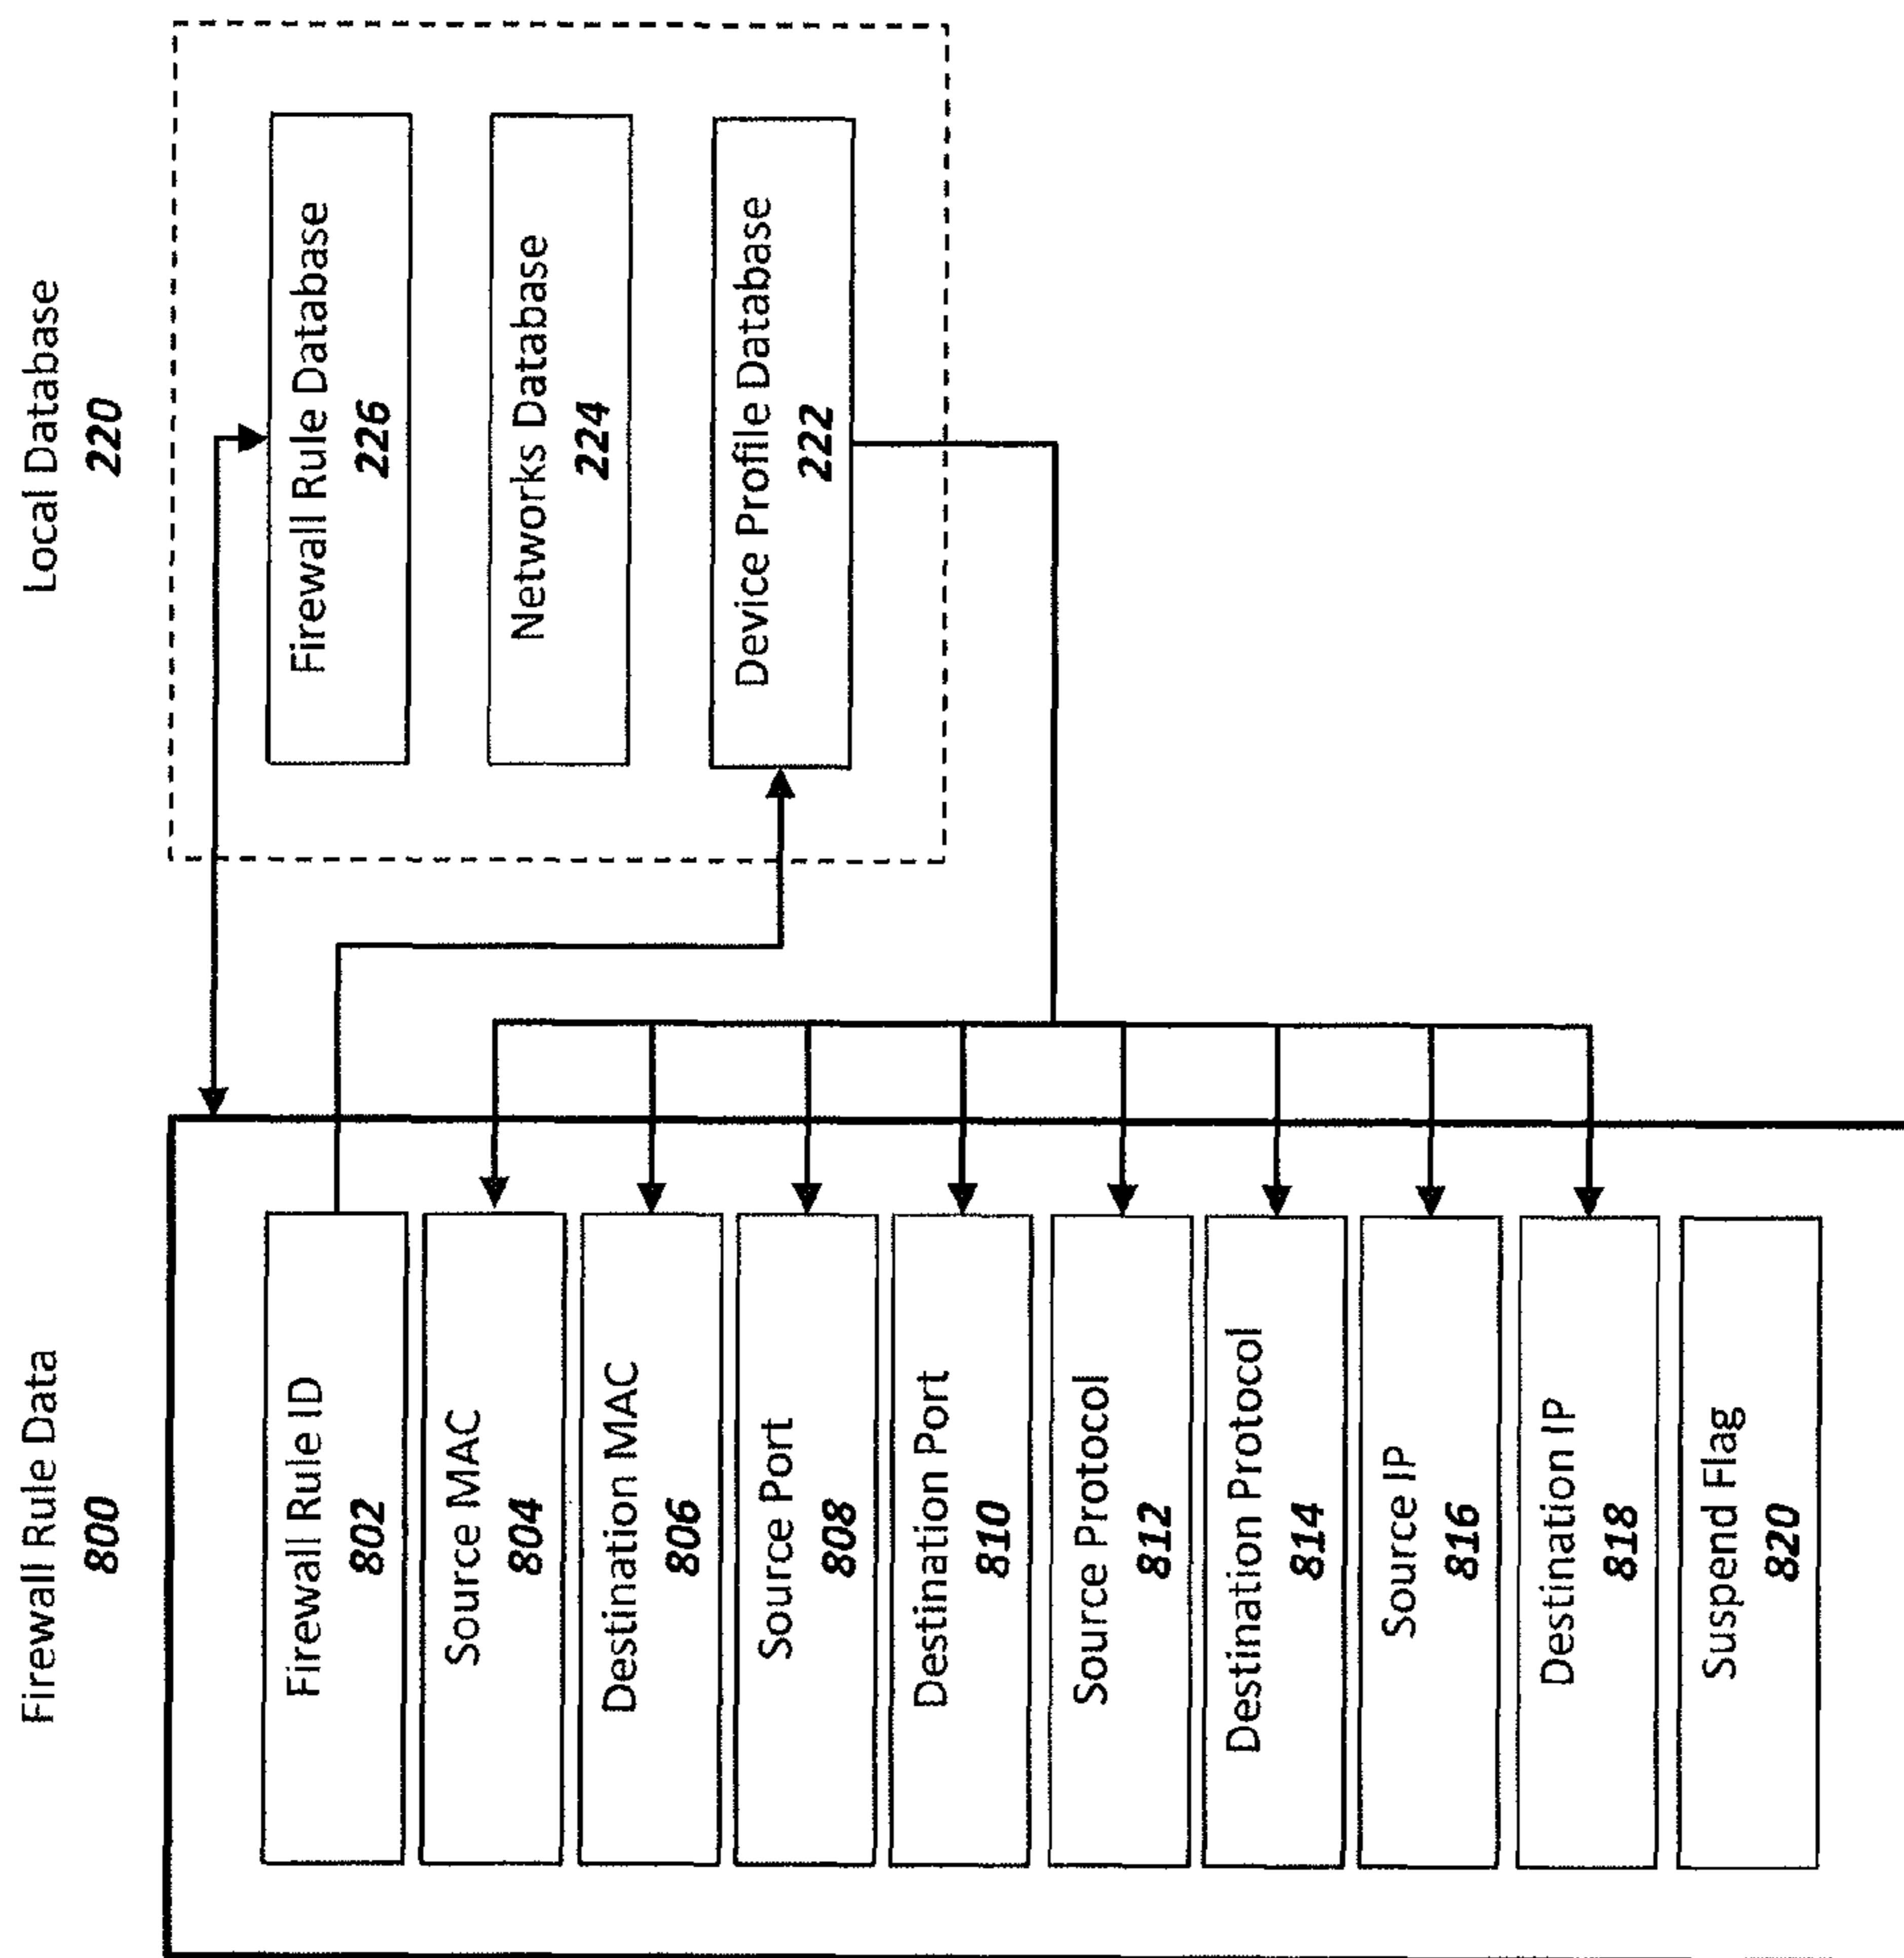 Firewall Rule Data
800
Firewall Rule ID
802
Source MAC
804
Destination MAC
806
Source Port
808
Destination Port
810
Source Protocol
812
Destination Protocol
814
Source IP
816
Destination IP
818
Suspend Flag
820
Local Database
220
Firewall Rule Database
226
Networks Database
224
Device Profile Database
222